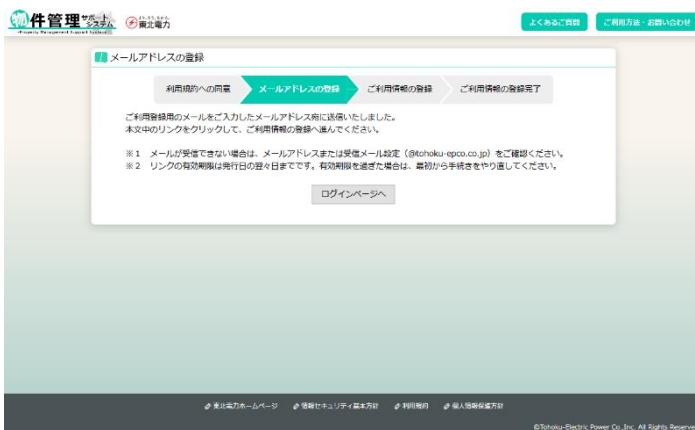 物件管理サポートシステム
Property Management Support System
より、そう、ちから。
東北電力
よくあるご質問
ご利用方法・お問い合わせ
メールアドレスの登録
利用規約への同意
メールアドレスの登録
ご利用情報の登録
ご利用情報の登録完了
ご利用登録用のメールをご入力したメールアドレス宛に送信いたしました。
本文中のリンクをクリックして、ご利用情報の登録へ進んでください。
※1 メールが受信できない場合は、メールアドレスまたは受信メール設定（@tohoku-epco.co.jp）をご確認ください。
※2 リンクの有効期限は発行日の翌々日までです。有効期限を過ぎた場合は、最初から手続きをやり直してください。
ログインページへ
東北電力ホームページ
情報セキュリティ基本方針
利用規約
個人情報保護方針
©Tohoku-Electric Power Co.,Inc. All Rights Reserve